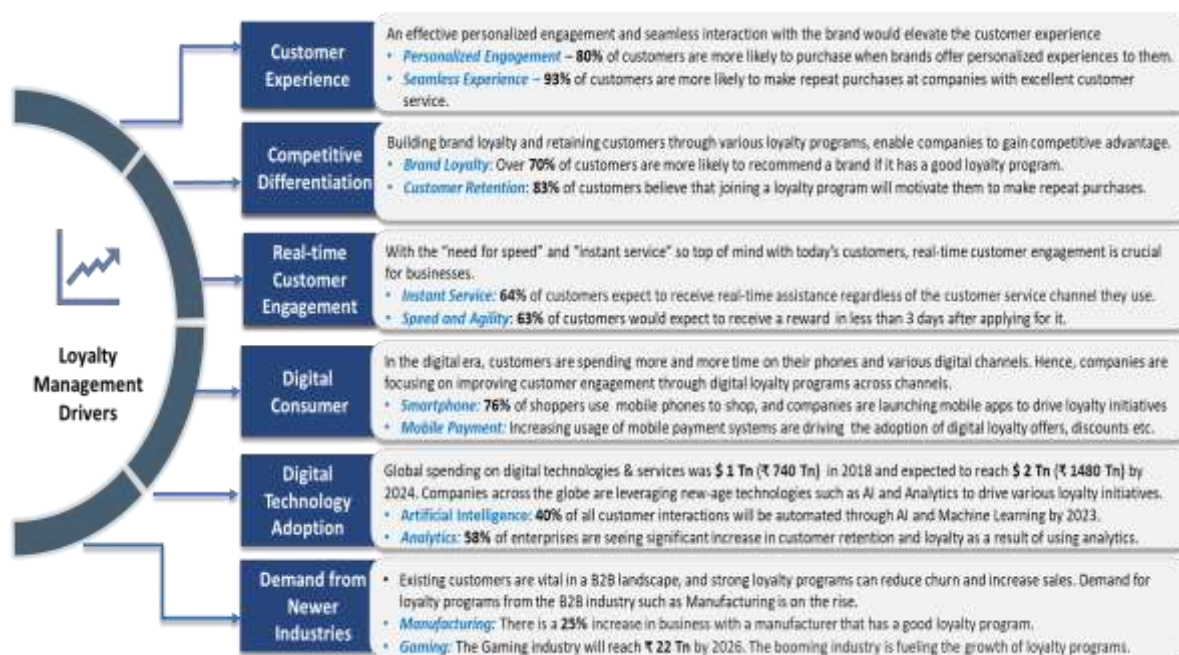 Loyalty
Management
Drivers
Customer
Experience
An effective personalized engagement and seamless interaction with the brand would elevate the customer experience
• Personalized Engagement – 80% of customers are more likely to purchase when brands offer personalized experiences to them.
• Seamless Experience – 93% of customers are more likely to make repeat purchases at companies with excellent customer
service.
Competitive
Differentiation
Building brand loyalty and retaining customers through various loyalty programs, enable companies to gain competitive advantage.
• Brand Loyalty: Over 70% of customers are more likely to recommend a brand if it has a good loyalty program.
• Customer Retention: 83% of customers believe that joining a loyalty program will motivate them to make repeat purchases.
Real-time
Customer
Engagement
With the "need for speed" and "instant service" so top of mind with today's customers, real-time customer engagement is crucial
for businesses.
• Instant Service: 64% of customers expect to receive real-time assistance regardless of the customer service channel they use.
• Speed and Agility: 63% of customers would expect to receive a reward in less than 3 days after applying for it.
Digital
Consumer
In the digital era, customers are spending more and more time on their phones and various digital channels. Hence, companies are
focusing on improving customer engagement through digital loyalty programs across channels.
• Smartphone: 76% of shoppers use mobile phones to shop, and companies are launching mobile apps to drive loyalty initiatives
• Mobile Payment: Increasing usage of mobile payment systems are driving the adoption of digital loyalty offers, discounts etc.
Digital
Technology
Adoption
Global spending on digital technologies & services was $ 1 Tn (₹ 740 Tn) in 2018 and expected to reach $ 2 Tn (₹ 1480 Tn) by
2024. Companies across the globe are leveraging new-age technologies such as AI and Analytics to drive various loyalty initiatives.
• Artificial Intelligence: 40% of all customer interactions will be automated through AI and Machine Learning by 2023.
• Analytics: 58% of enterprises are seeing significant increase in customer retention and loyalty as a result of using analytics.
Demand from
Newer
Industries
• Existing customers are vital in a B2B landscape, and strong loyalty programs can reduce churn and increase sales. Demand for
loyalty programs from the B2B industry such as Manufacturing is on the rise.
• Manufacturing: There is a 25% increase in business with a manufacturer that has a good loyalty program.
• Gaming: The Gaming industry will reach ₹ 22 Tn by 2026. The booming industry is fueling the growth of loyalty programs.